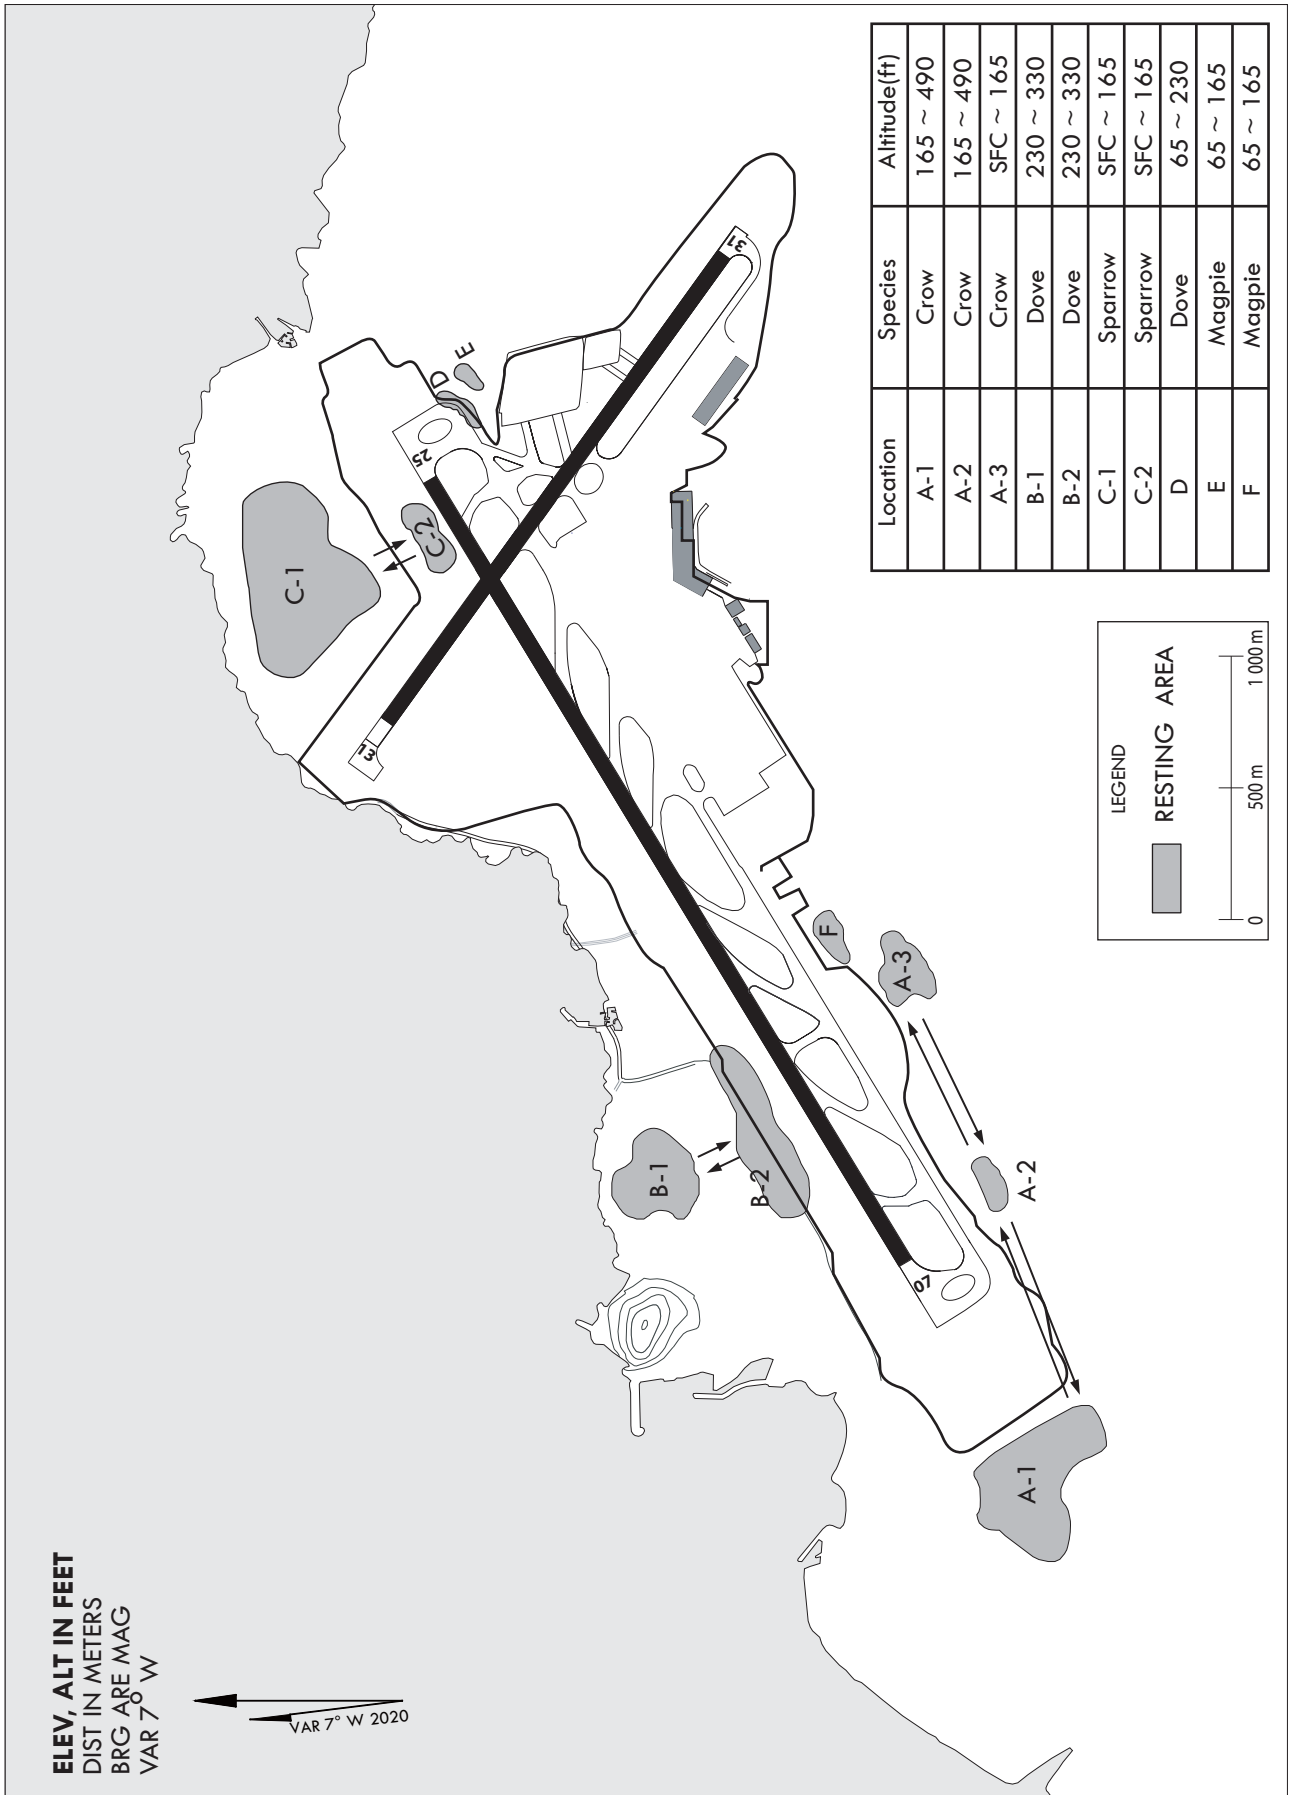 ELEV, ALT IN FEET
DIST IN METERS
BRG ARE MAG
VAR 7° W
VAR 7° W 2020
C-1
C-2
D
E
25
13
31
B-1
B-2
07
F
A-3
A-2
A-1
LEGEND
RESTING AREA
0 500 m 1 000 m
Location Species Altitude(ft)
A-1 Crow 165 ~ 490
A-2 Crow 165 ~ 490
A-3 Crow SFC ~ 165
B-1 Dove 230 ~ 330
B-2 Dove 230 ~ 330
C-1 Sparrow SFC ~ 165
C-2 Sparrow SFC ~ 165
D Dove 65 ~ 230
E Magpie 65 ~ 165
F Magpie 65 ~ 165